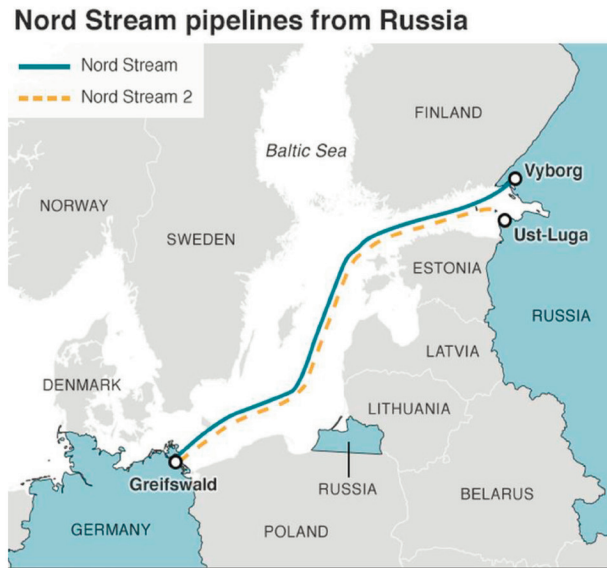 Nord Stream pipelines from Russia
Nord Stream
Nord Stream 2
FINLAND
Baltic Sea
Vyborg
NORWAY
SWEDEN
Ust-Luga
ESTONIA
RUSSIA
LATVIA
DENMARK
LITHUANIA
Greifswald
RUSSIA
BELARUS
GERMANY
POLAND